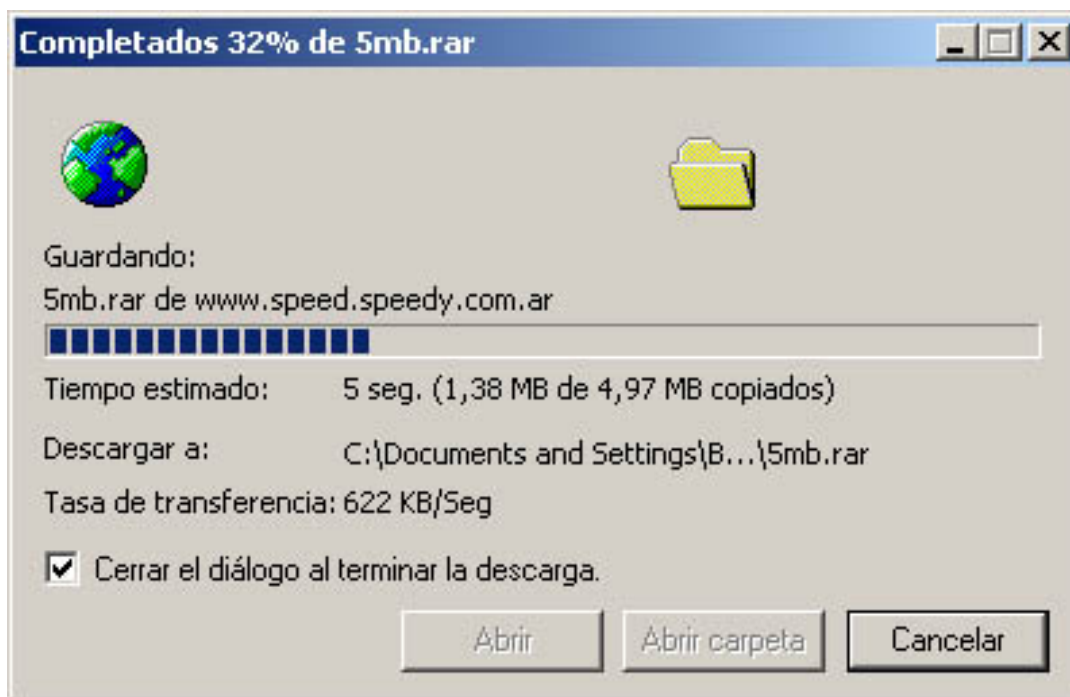 Completados 32% de 5mb.rar
Guardando:
5mb.rar de www.speed.speedy.com.ar
Tiempo estimado: 5 seg. (1,38 MB de 4,97 MB copiados)
Descargar a: C:\Documents and Settings\B...\5mb.rar
Tasa de transferencia: 622 KB/Seg
Cerrar el diálogo al terminar la descarga.
Abrir Abrir carpeta Cancelar